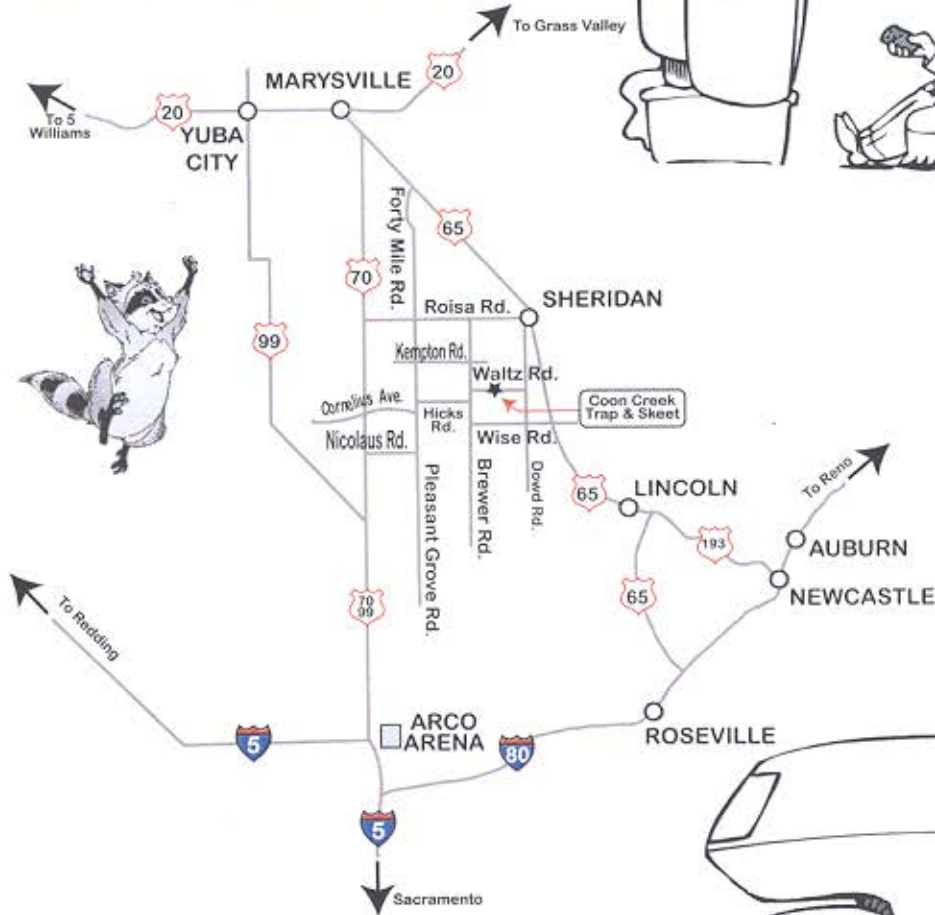 To Grass Valley
MARYSVILLE
20
20
To 5
Williams
YUBA
CITY
Forty Mile Rd.
65
70
Roisa Rd.
SHERIDAN
99
Kempton Rd.
Waltz Rd.
Coon Creek
Trap & Skeet
Cornelius Ave.
Hicks
Rd.
Wise Rd.
Nicolaus Rd.
Pleasant Grove Rd.
Brewer Rd.
Dowd Rd.
65
LINCOLN
To Reno
193
AUBURN
NEWCASTLE
70
99
65
To Redding
ARCO
ARENA
5
80
ROSEVILLE
5
Sacramento